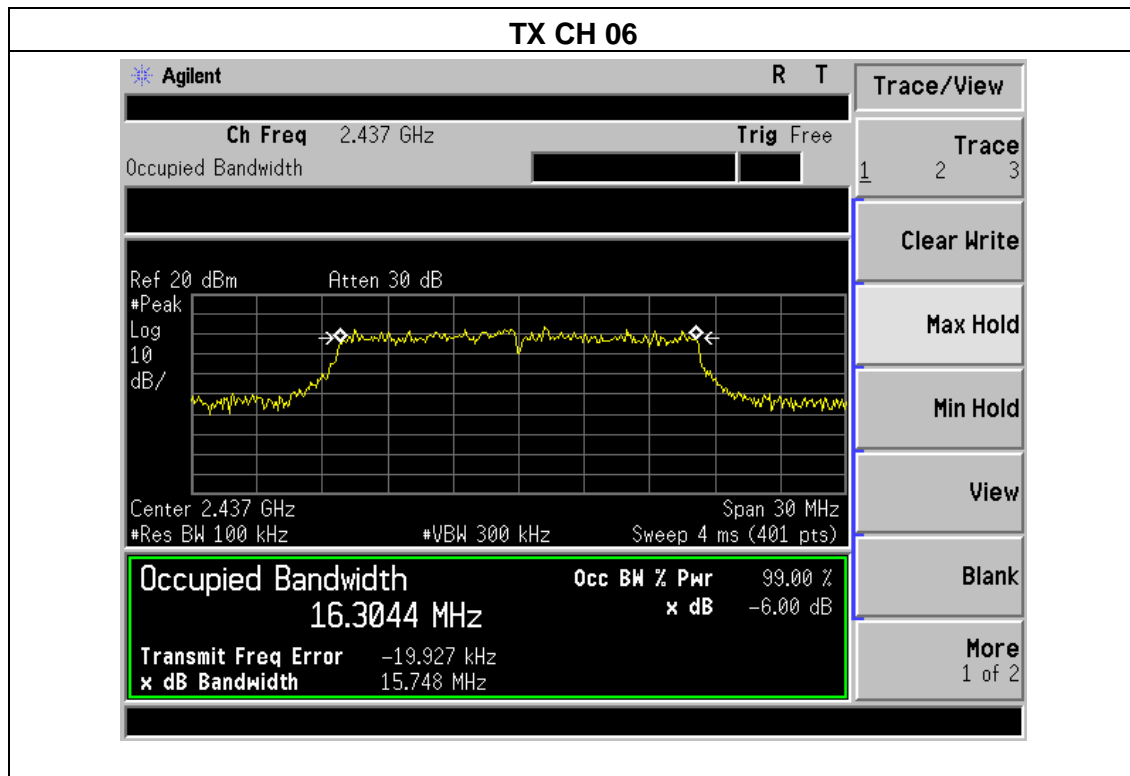 TX CH 06
Agilent R T
Trace/View
Ch Freq 2.437 GHz Trig Free
Occupied Bandwidth
Trace
1 2 3
Clear Write
Ref 20 dBm Atten 30 dB
#Peak
Log
10
dB/
Max Hold
Min Hold
View
Center 2.437 GHz Span 30 MHz
#Res BW 100 kHz #VBW 300 kHz Sweep 4 ms (401 pts)
Occupied Bandwidth Occ BW % Pwr 99.00 %
16.3044 MHz x dB -6.00 dB
Blank
Transmit Freq Error -19.927 kHz
x dB Bandwidth 15.748 MHz
More
1 of 2